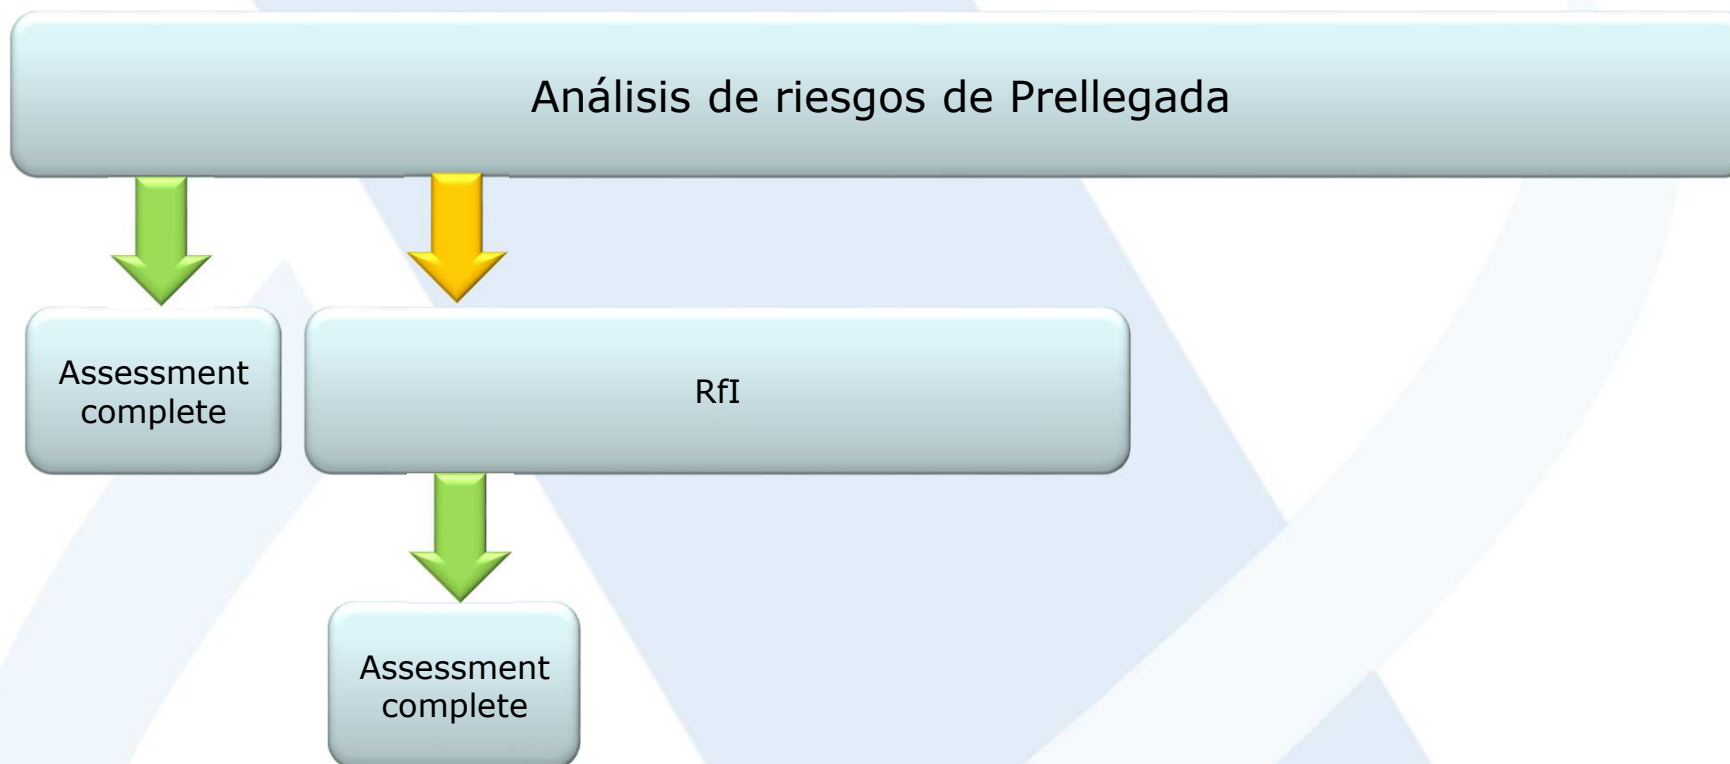 Análisis de riesgos de Prellegada
Assessment
complete
RfI
Assessment
complete